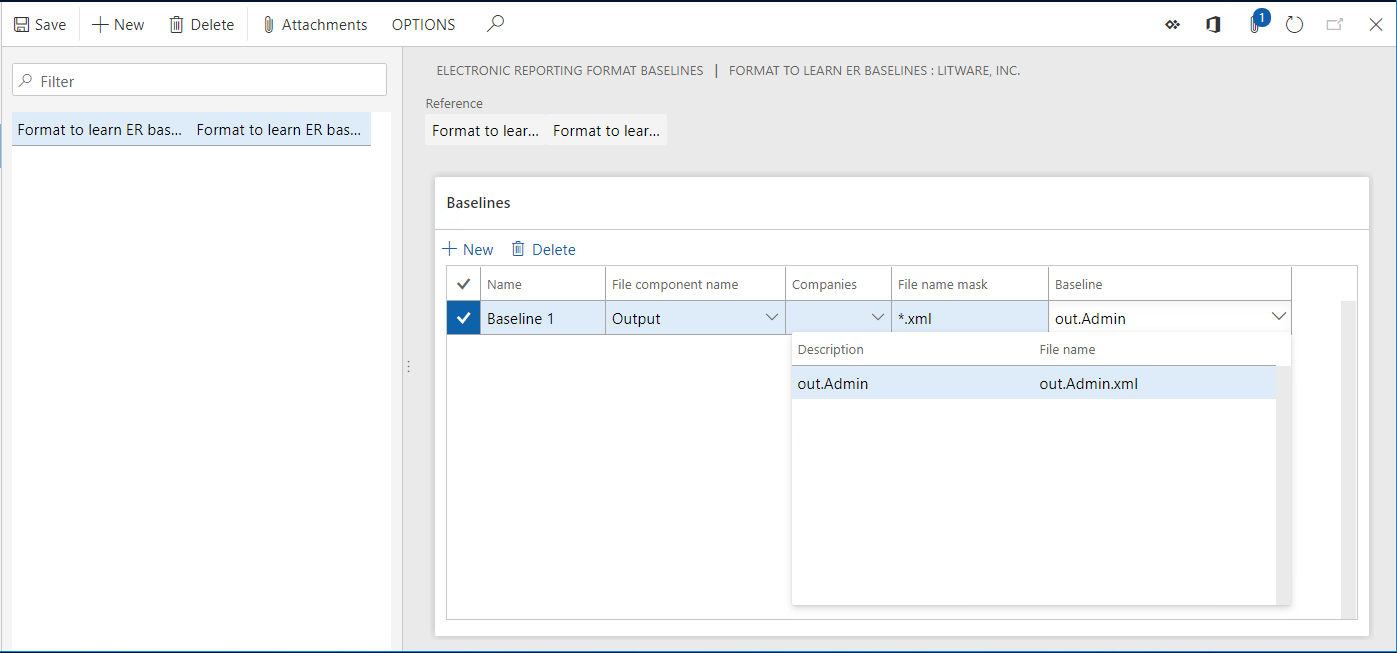 Save New Delete Attachments OPTIONS 1
Filter
Format to learn ER bas... Format to learn ER bas...
ELECTRONIC REPORTING FORMAT BASELINES | FORMAT TO LEARN ER BASELINES : LITWARE, INC.
Reference
Format to lear... Format to lear...
Baselines
New Delete
Name File component name Companies File name mask Baseline
Baseline 1 Output *.xml out.Admin
Description File name
out.Admin out.Admin.xml